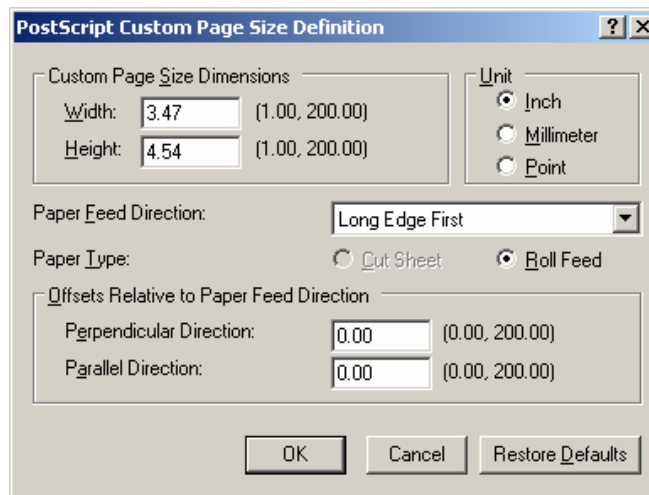 PostScript Custom Page Size Definition
Custom Page Size Dimensions
Width: 3.47 (1.00, 200.00)
Height: 4.54 (1.00, 200.00)
Unit
Inch
Millimeter
Point
Paper Feed Direction: Long Edge First
Paper Type: Cut Sheet Roll Feed
Offsets Relative to Paper Feed Direction
Perpendicular Direction: 0.00 (0.00, 200.00)
Parallel Direction: 0.00 (0.00, 200.00)
OK Cancel Restore Defaults